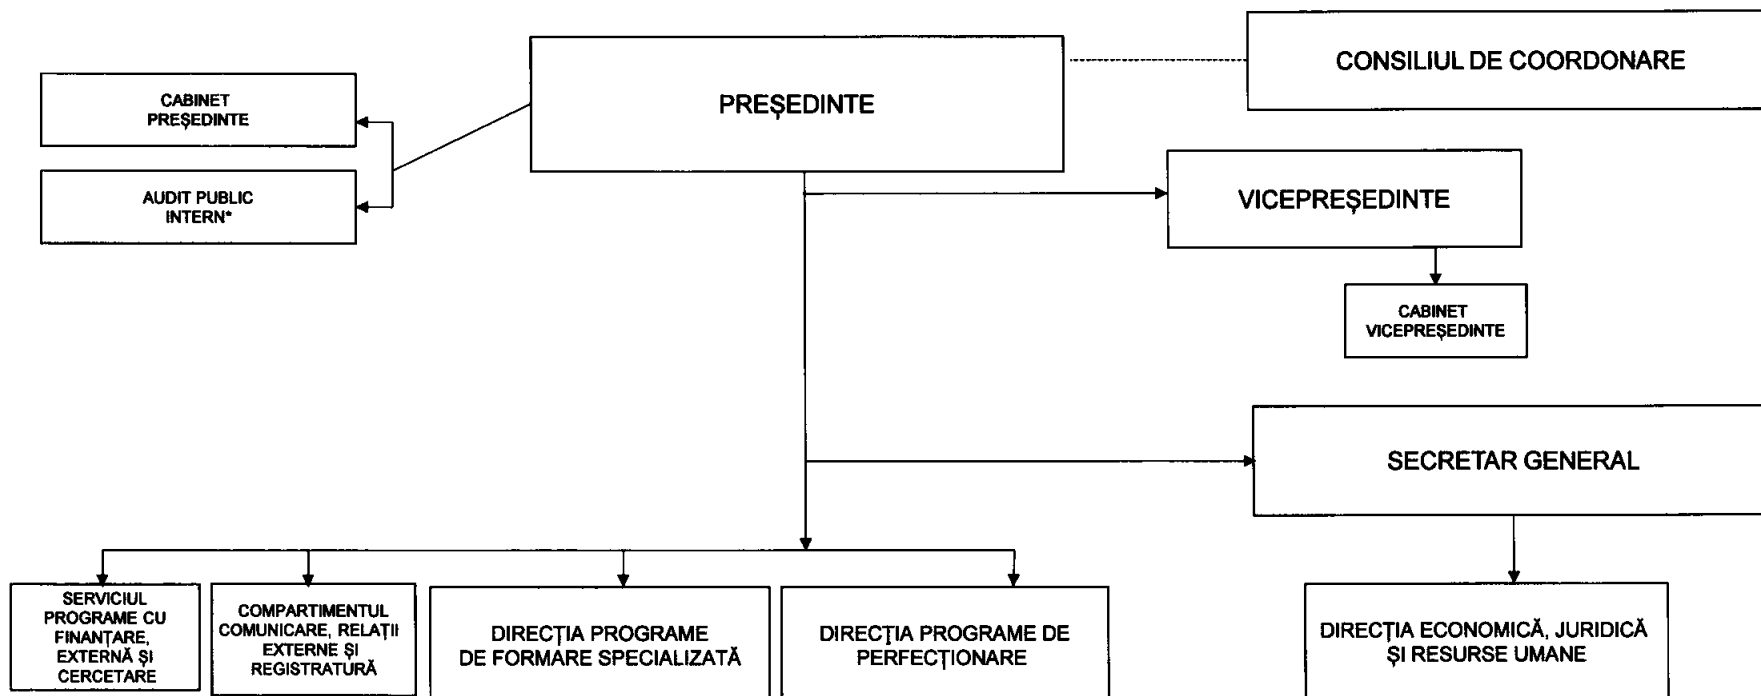 CONSILIUL DE COORDONARE
PREȘEDINTE
CABINET
PREȘEDINTE
AUDIT PUBLIC
INTERN*
VICEPREȘEDINTE
CABINET
VICEPREȘEDINTE
SECRETAR GENERAL
SERVICIUL
PROGRAME CU
FINANȚARE,
EXTERNĂ ȘI
CERCETARE
COMPARTIMENTUL
COMUNICARE, RELAȚII
EXTERNE ȘI
REGISTRATURĂ
DIRECȚIA PROGRAME
DE FORMARE SPECIALIZATĂ
DIRECȚIA PROGRAME DE
PERFECȚIONARE
DIRECȚIA ECONOMICĂ, JURIDICĂ
ȘI RESURSE UMANE